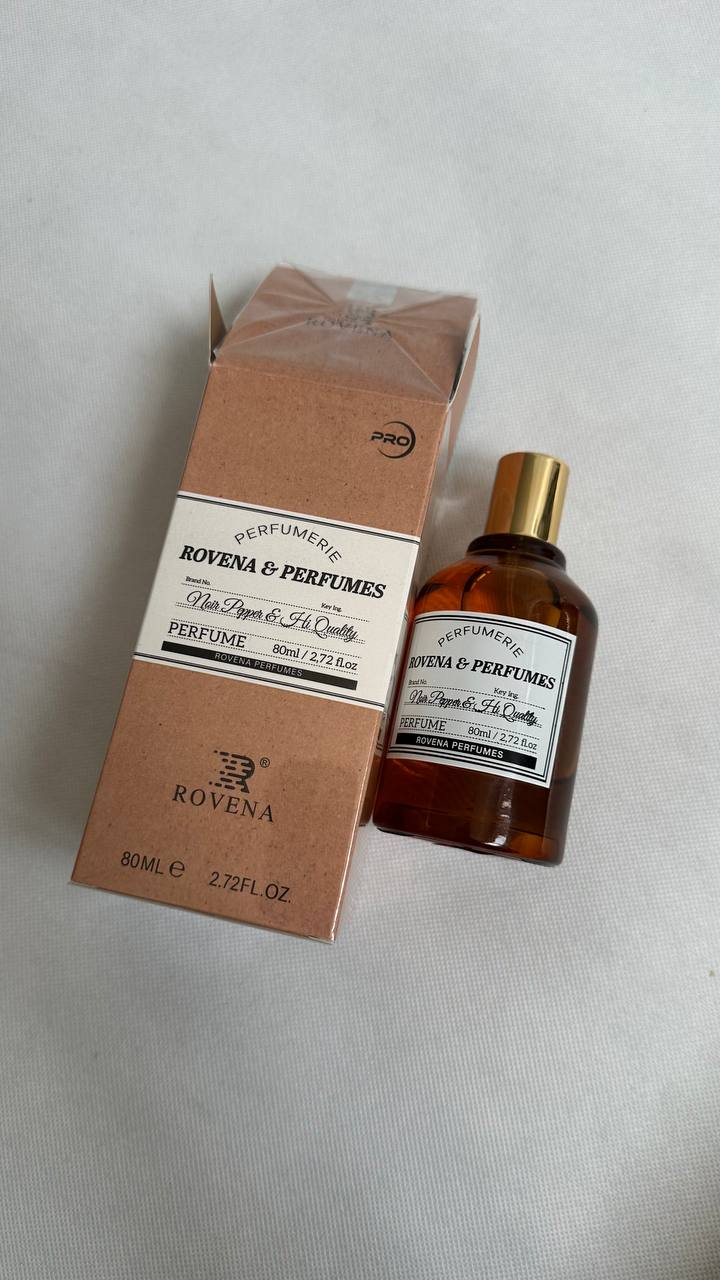 ROVENA
PRO
PERFUMERIE
ROVENA & PERFUMES
Brand No.
Key Ing.
Noir Pepper & Hi Quality
PERFUME 80ml / 2,72 fl.oz
ROVENA PERFUMES
R®
ROVENA
80ML ℮ 2.72FL.OZ.
PERFUMERIE
ROVENA & PERFUMES
Brand No.
Key Ing.
Noir Pepper & Hi Quality
PERFUME 80ml / 2,72 fl.oz
ROVENA PERFUMES